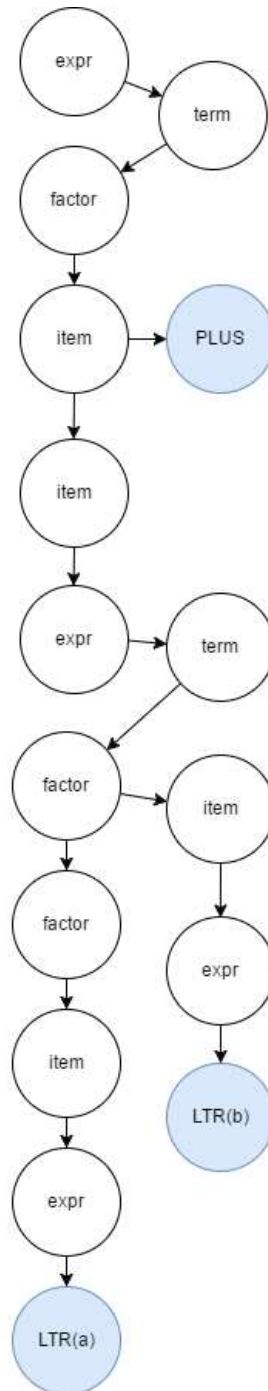 expr
term
factor
item
PLUS
item
expr
term
factor
item
factor
expr
item
LTR(b)
expr
LTR(a)